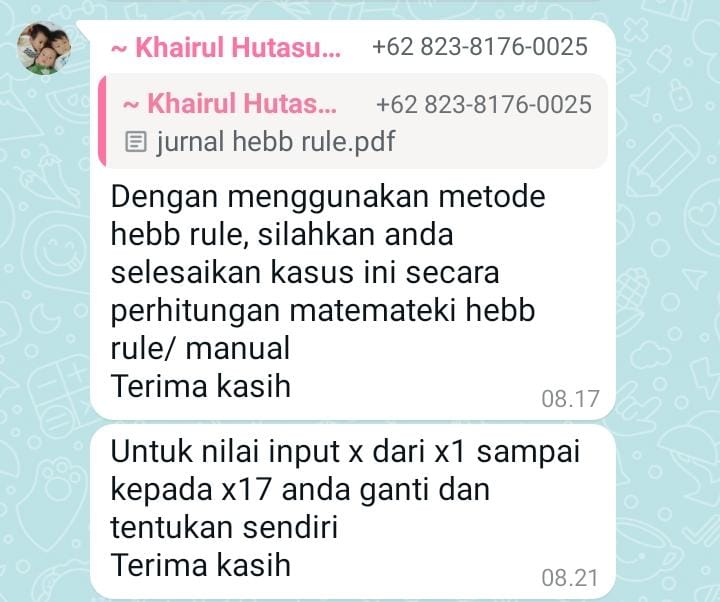 ~ Khairul Hutasu... +62 823-8176-0025
~ Khairul Hutas... +62 823-8176-0025
jurnal hebb rule.pdf
Dengan menggunakan metode
hebb rule, silahkan anda
selesaikan kasus ini secara
perhitungan matemateki hebb
rule/ manual
Terima kasih
08.17
Untuk nilai input x dari x1 sampai
kepada x17 anda ganti dan
tentukan sendiri
Terima kasih
08.21